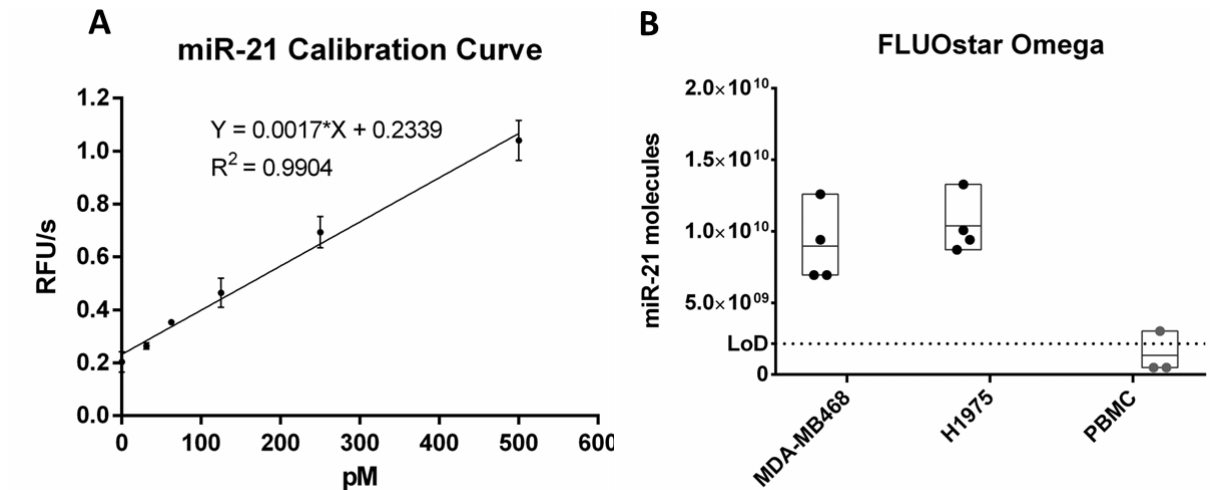 A
miR-21 Calibration Curve
1.2
1.0
0.8
0.6
0.4
0.2
0.0
RFU/s
Y = 0.0017*X + 0.2339
R² = 0.9904
0 100 200 300 400 500 600
pM
B
FLUOstar Omega
2.0×10¹⁰
1.5×10¹⁰
1.0×10¹⁰
5.0×10⁰⁹
LoD
0
miR-21 molecules
MDA-MB468
H1975
PBMC